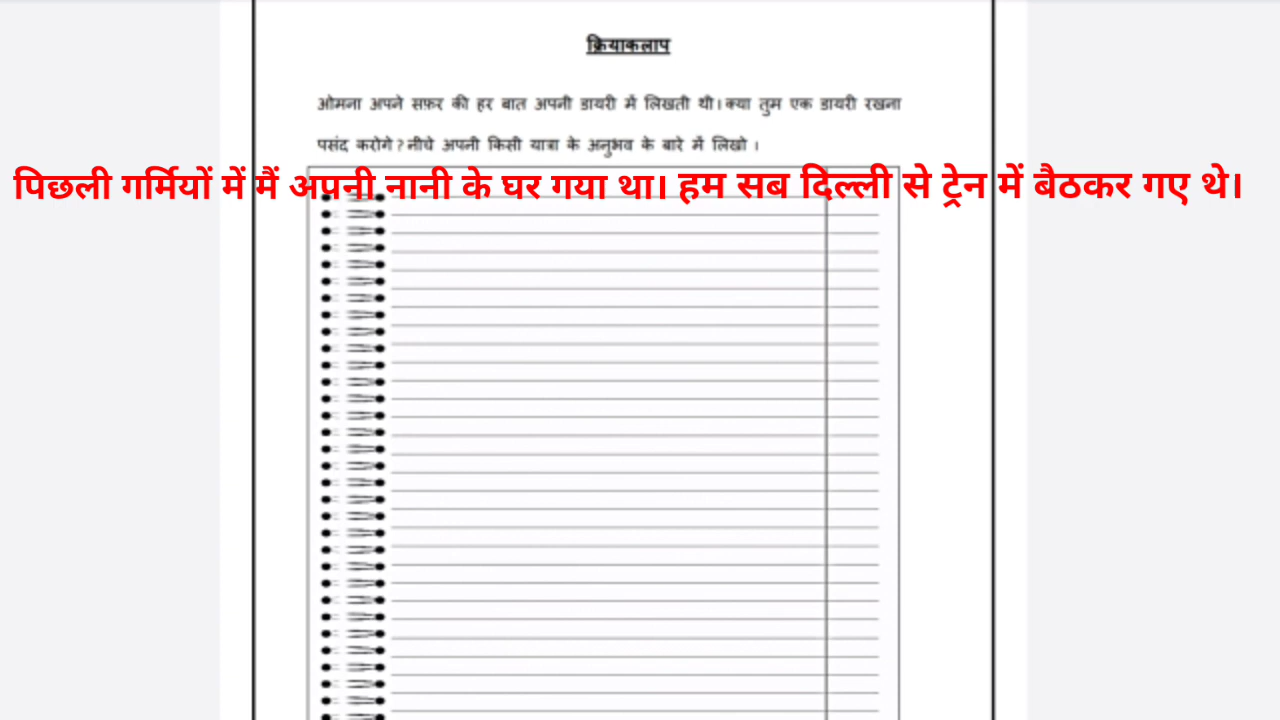 क्रियाकलाप
ओमना अपने सफ़र की हर बात अपनी डायरी में लिखती थी। क्या तुम एक डायरी रखना
पसंद करोगे ? नीचे अपनी किसी यात्रा के अनुभव के बारे में लिखो ।
पिछली गर्मियों में मैं अपनी नानी के घर गया था। हम सब दिल्ली से ट्रेन में बैठकर गए थे।